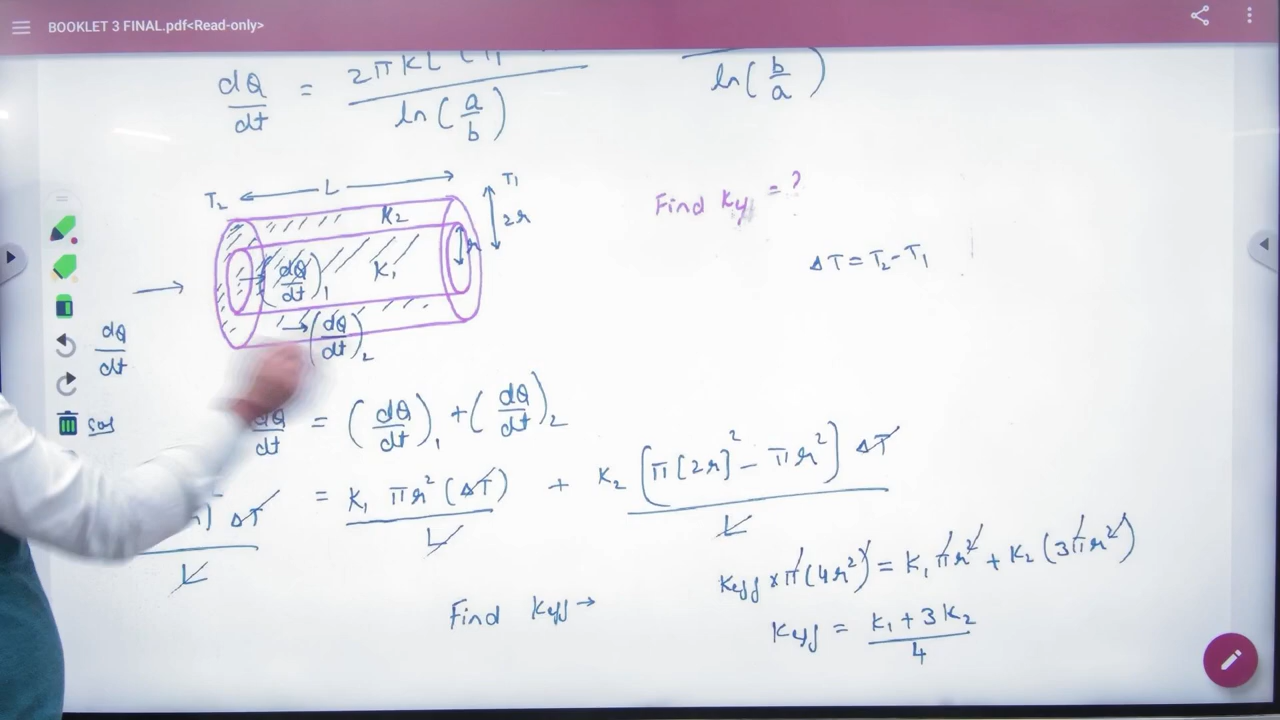 BOOKLET 3 FINAL.pdf<Read-only>
dQ/dt = 2πKL / ln(a/b)
ln(b/a))
T₂ L T₁
K₂ 2r
r
K₁
(dQ/dt)₁
(dQ/dt)₂
dQ/dt
Find Keff = ?
ΔT = T₂ - T₁
dQ/dt = (dQ/dt)₁ + (dQ/dt)₂
ΔT / L = K₁ πr² (ΔT) / L + K₂ [π[2r]² - πr²] ΔT / L
Keff × π(4r²) = K₁ πr² + K₂ (3πr²)
Find Keff →
Keff = K₁ + 3K₂ / 4